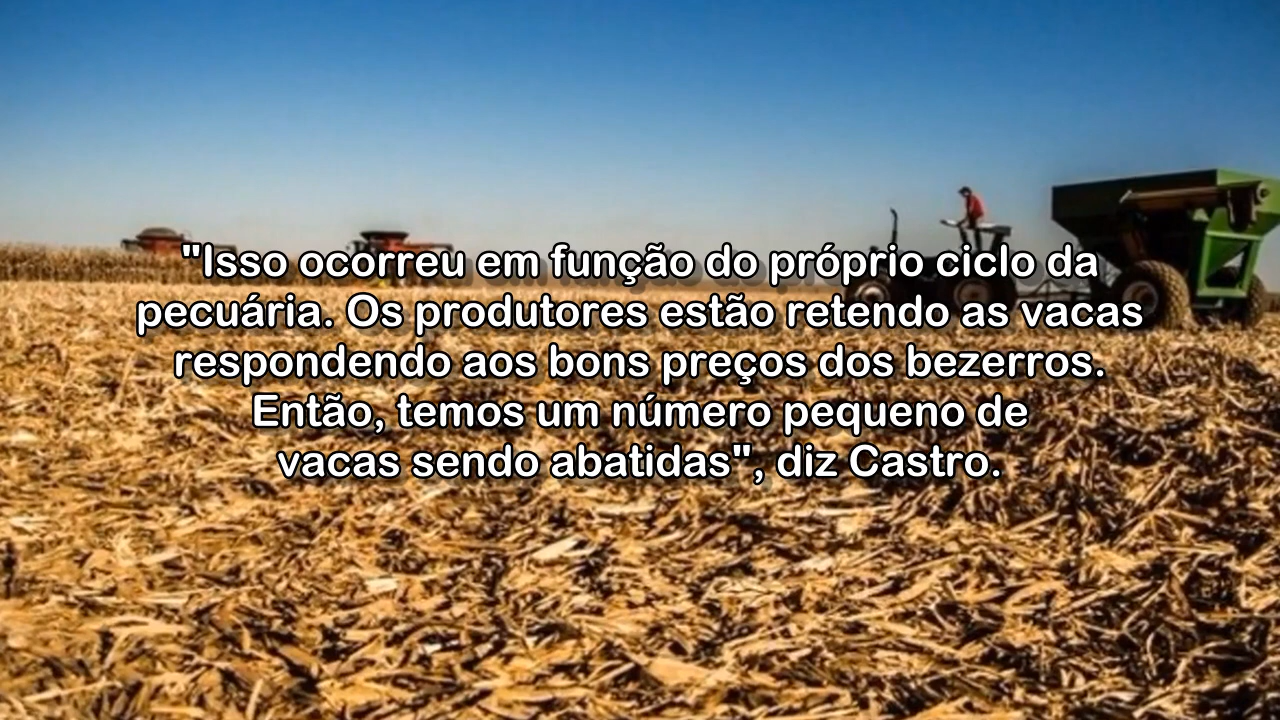 "Isso ocorreu em função do próprio ciclo da
pecuária. Os produtores estão retendo as vacas
respondendo aos bons preços dos bezerros.
Então, temos um número pequeno de
vacas sendo abatidas", diz Castro.